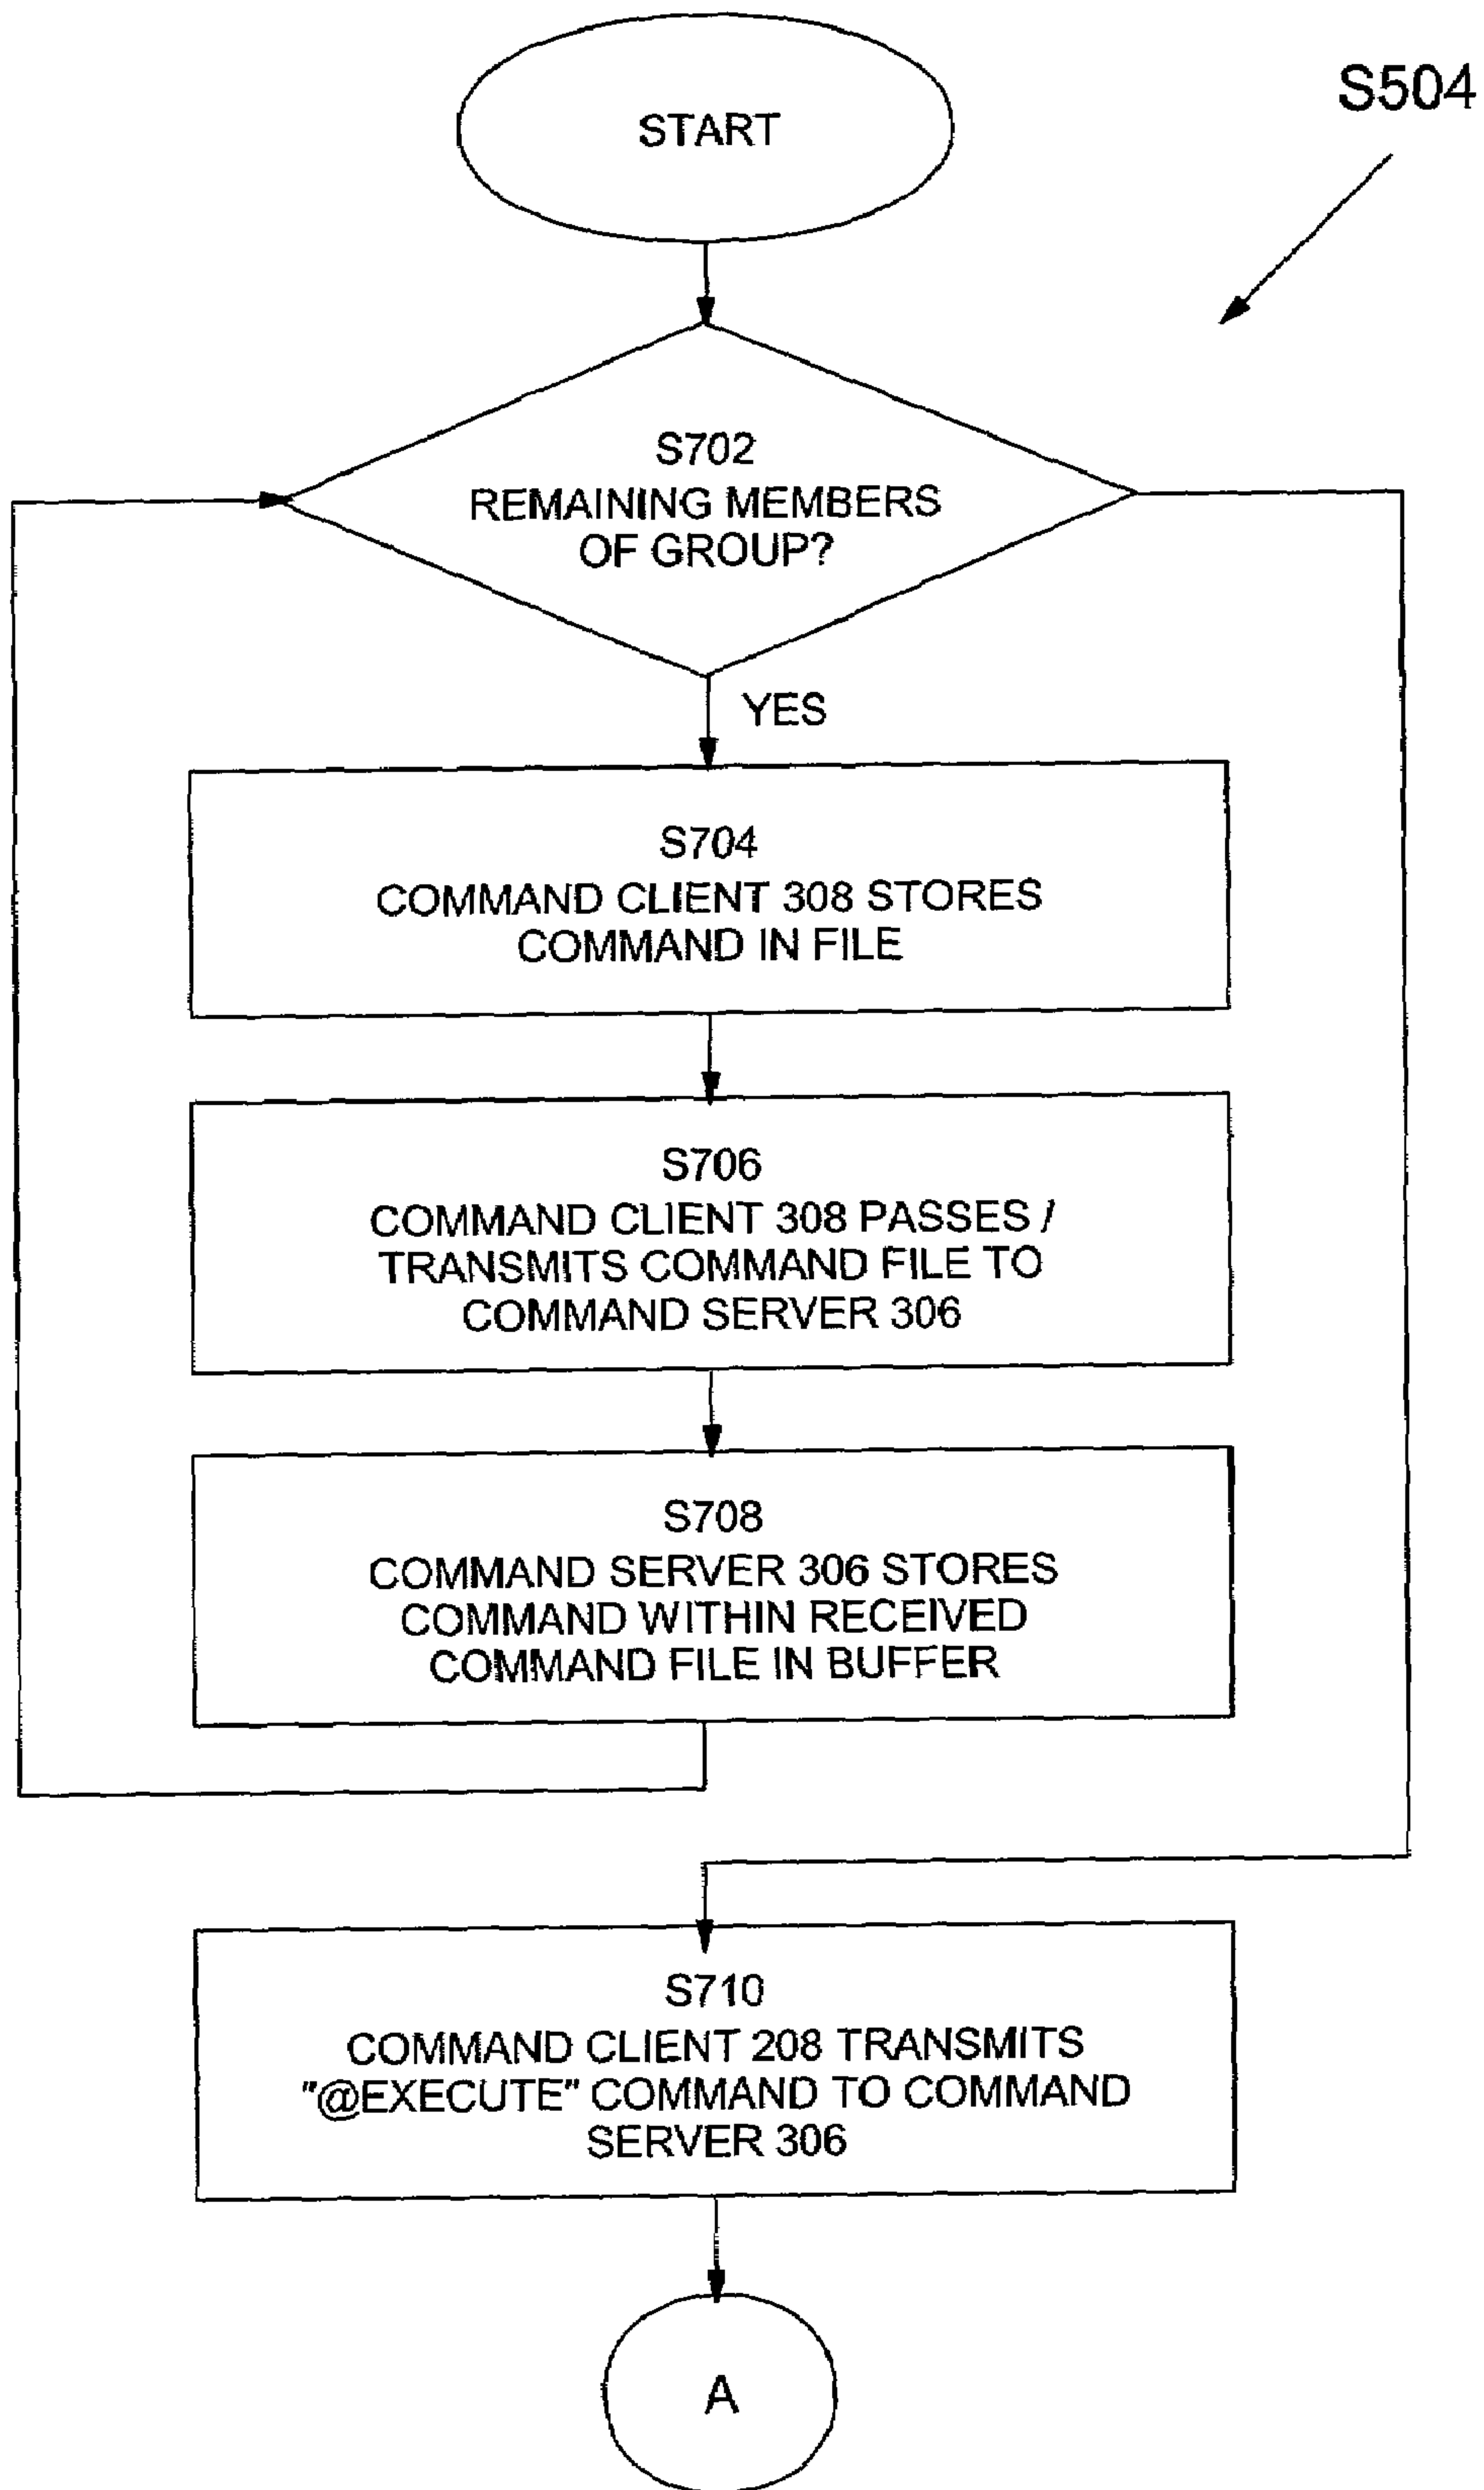 START
S504
S702
REMAINING MEMBERS
OF GROUP?
YES
S704
COMMAND CLIENT 308 STORES
COMMAND IN FILE
S706
COMMAND CLIENT 308 PASSES /
TRANSMITS COMMAND FILE TO
COMMAND SERVER 306
S708
COMMAND SERVER 306 STORES
COMMAND WITHIN RECEIVED
COMMAND FILE IN BUFFER
S710
COMMAND CLIENT 208 TRANSMITS
"@EXECUTE" COMMAND TO COMMAND
SERVER 306
A